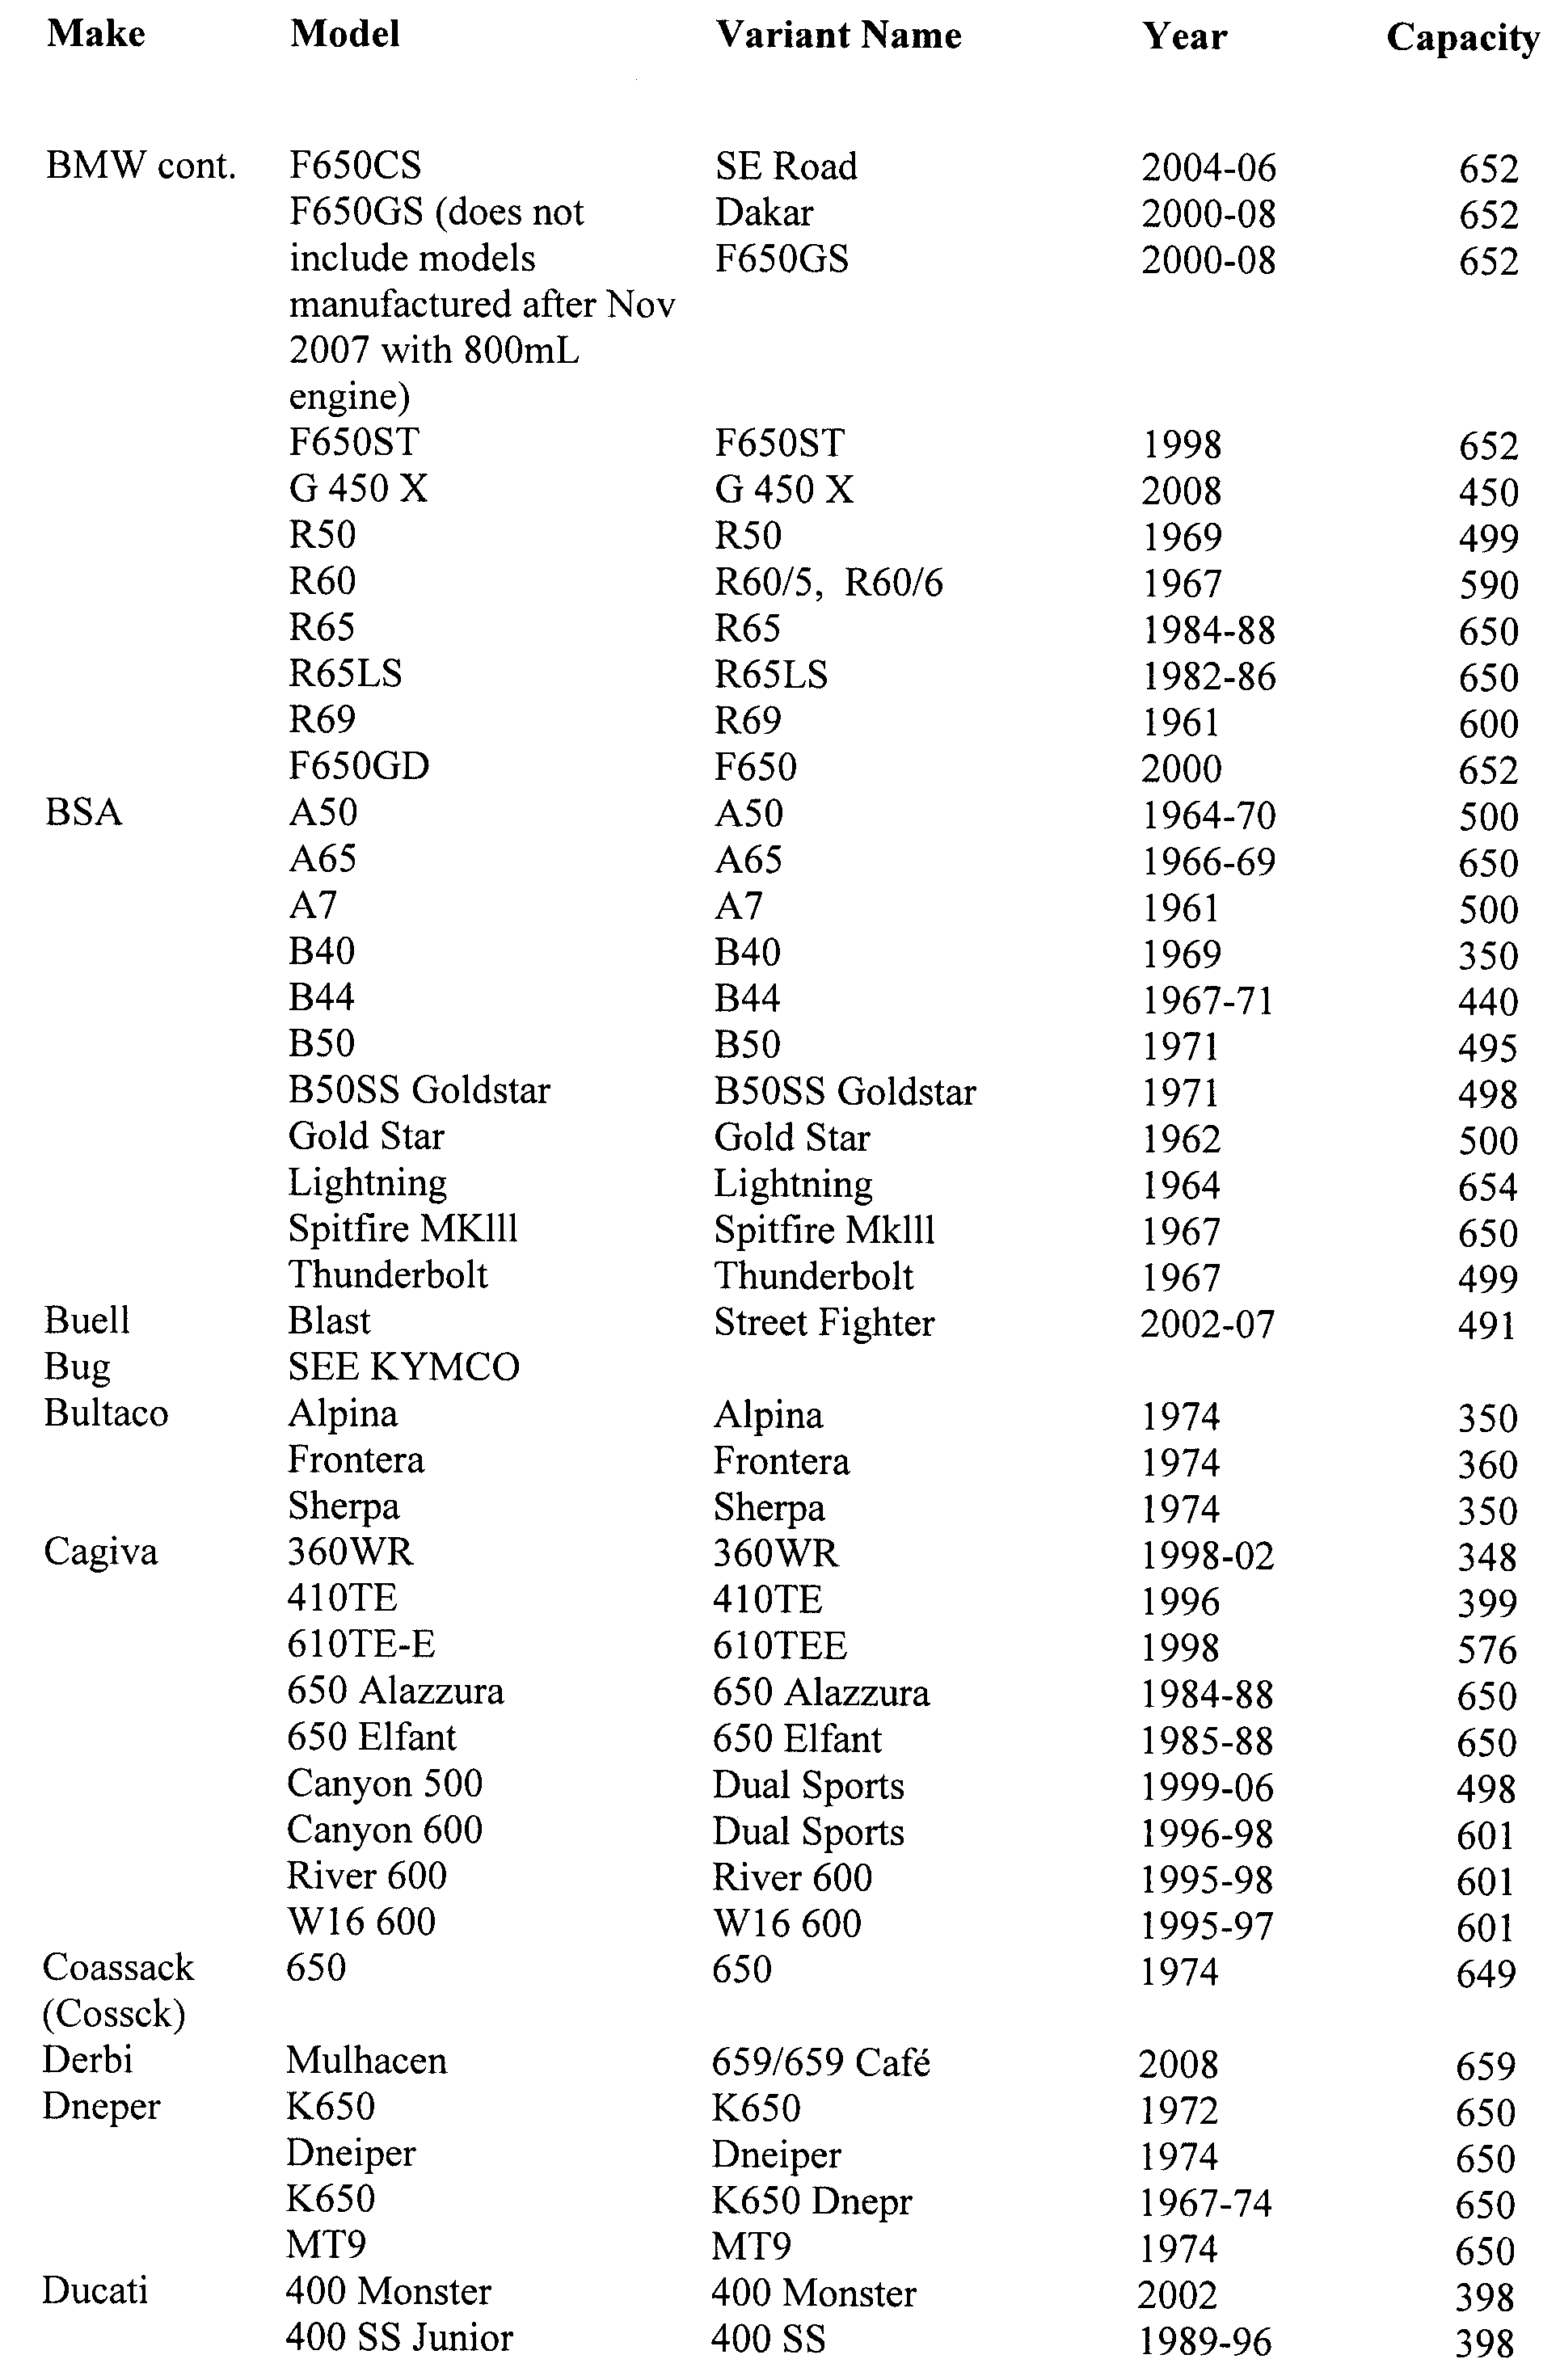 Make Model Variant Name Year Capacity
BMW cont. F650CS SE Road 2004-06 652
F650GS (does not Dakar 2000-08 652
include models F650GS 2000-08 652
manufactured after Nov
2007 with 800mL
engine)
F650ST F650ST 1998 652
G 450 X G 450 X 2008 450
R50 R50 1969 499
R60 R60/5, R60/6 1967 590
R65 R65 1984-88 650
R65LS R65LS 1982-86 650
R69 R69 1961 600
F650GD F650 2000 652
BSA A50 A50 1964-70 500
A65 A65 1966-69 650
A7 A7 1961 500
B40 B40 1969 350
B44 B44 1967-71 440
B50 B50 1971 495
B50SS Goldstar B50SS Goldstar 1971 498
Gold Star Gold Star 1962 500
Lightning Lightning 1964 654
Spitfire MKlll Spitfire Mklll 1967 650
Thunderbolt Thunderbolt 1967 499
Buell Blast Street Fighter 2002-07 491
Bug SEE KYMCO
Bultaco Alpina Alpina 1974 350
Frontera Frontera 1974 360
Sherpa Sherpa 1974 350
Cagiva 360WR 360WR 1998-02 348
410TE 410TE 1996 399
610TE-E 610TEE 1998 576
650 Alazzura 650 Alazzura 1984-88 650
650 Elfant 650 Elfant 1985-88 650
Canyon 500 Dual Sports 1999-06 498
Canyon 600 Dual Sports 1996-98 601
River 600 River 600 1995-98 601
W16 600 W16 600 1995-97 601
Coassack 650 650 1974 649
(Cossck)
Derbi Mulhacen 659/659 Café 2008 659
Dneper K650 K650 1972 650
Dneiper Dneiper 1974 650
K650 K650 Dnepr 1967-74 650
MT9 MT9 1974 650
Ducati 400 Monster 400 Monster 2002 398
400 SS Junior 400 SS 1989-96 398